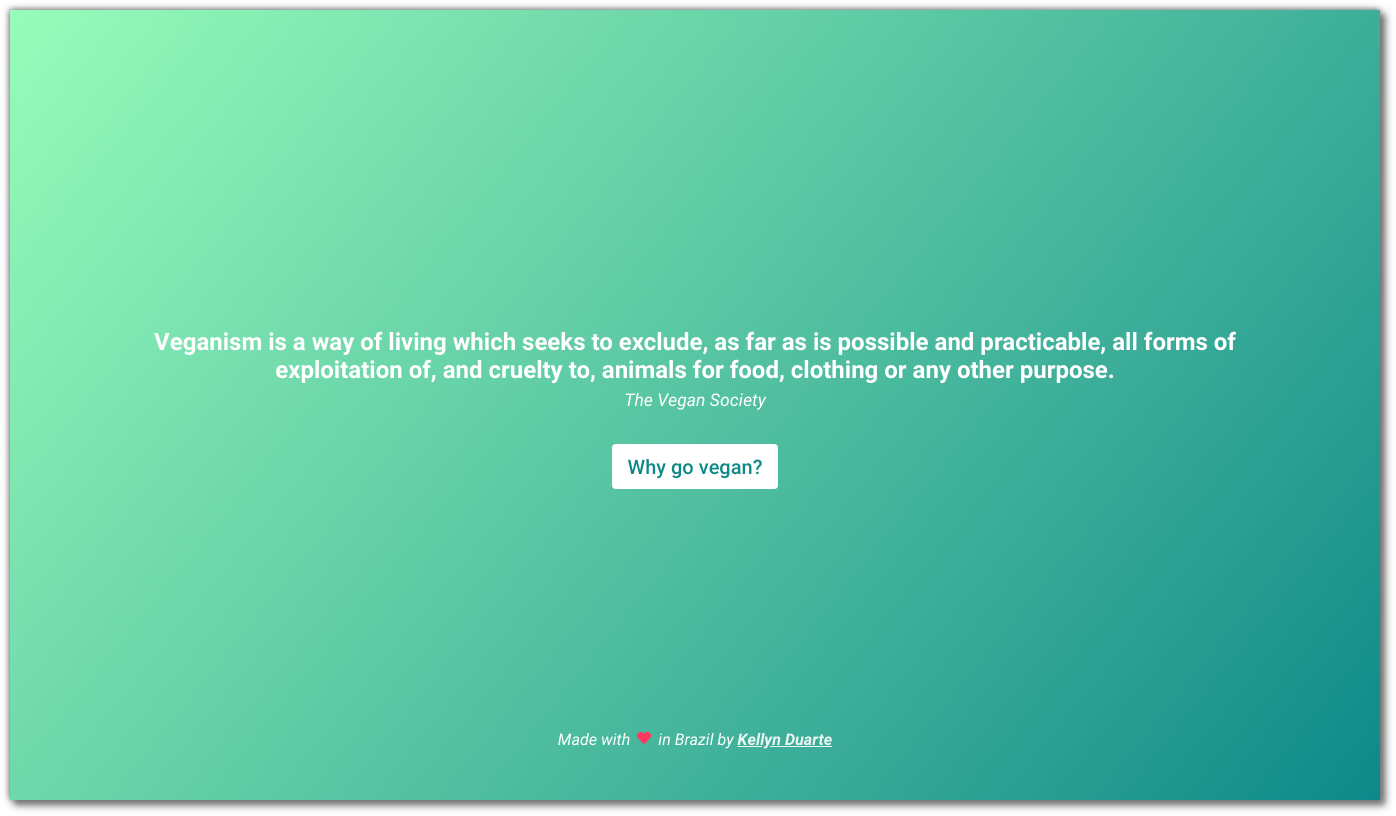 Veganism is a way of living which seeks to exclude, as far as is possible and practicable, all forms of
exploitation of, and cruelty to, animals for food, clothing or any other purpose.
The Vegan Society
Why go vegan?
Made with ❤ in Brazil by Kellyn Duarte